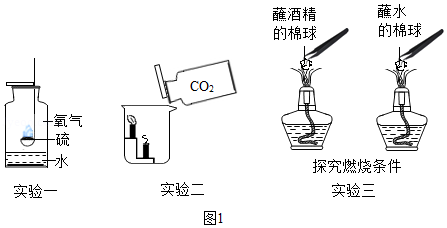 氧气
硫
水
实验一
CO₂
实验二
蘸酒精
的棉球
蘸水
的棉球
探究燃烧条件
实验三
图1